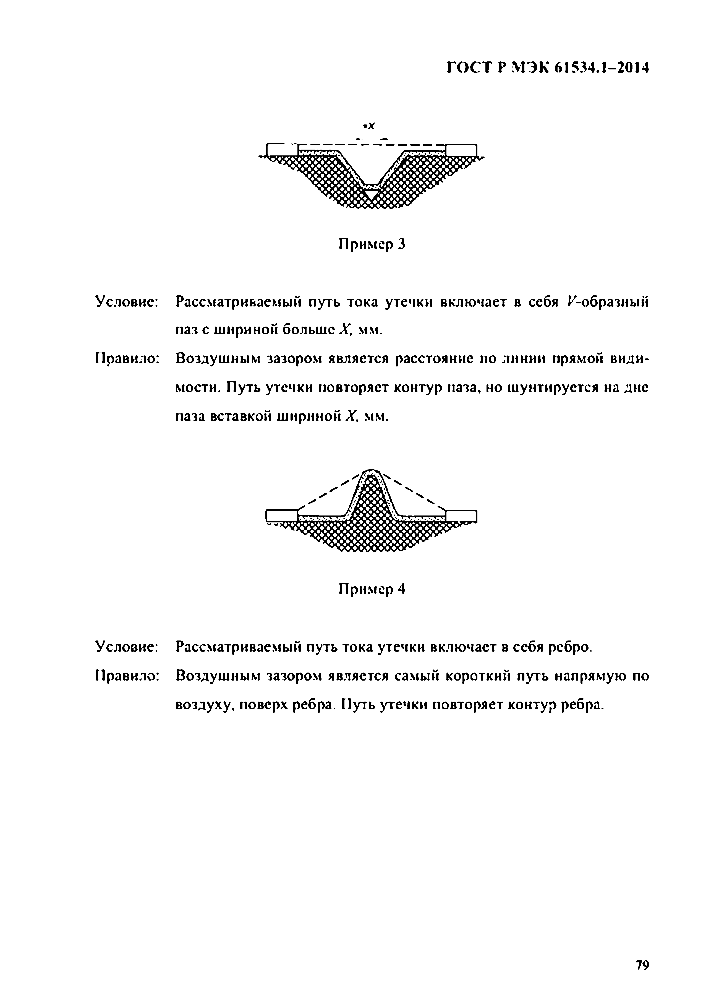 ГОСТ Р МЭК 61534.1–2014
Пример 3
Условие: Рассматриваемый путь тока утечки включает в себя V-образный
паз с шириной больше X, мм.
Правило: Воздушным зазором является расстояние по линии прямой види-
мости. Путь утечки повторяет контур паза, но шунтируется на дне
паза вставкой шириной X, мм.
Пример 4
Условие: Рассматриваемый путь тока утечки включает в себя ребро.
Правило: Воздушным зазором является самый короткий путь напрямую по
воздуху, поверх ребра. Путь утечки повторяет контур ребра.
79